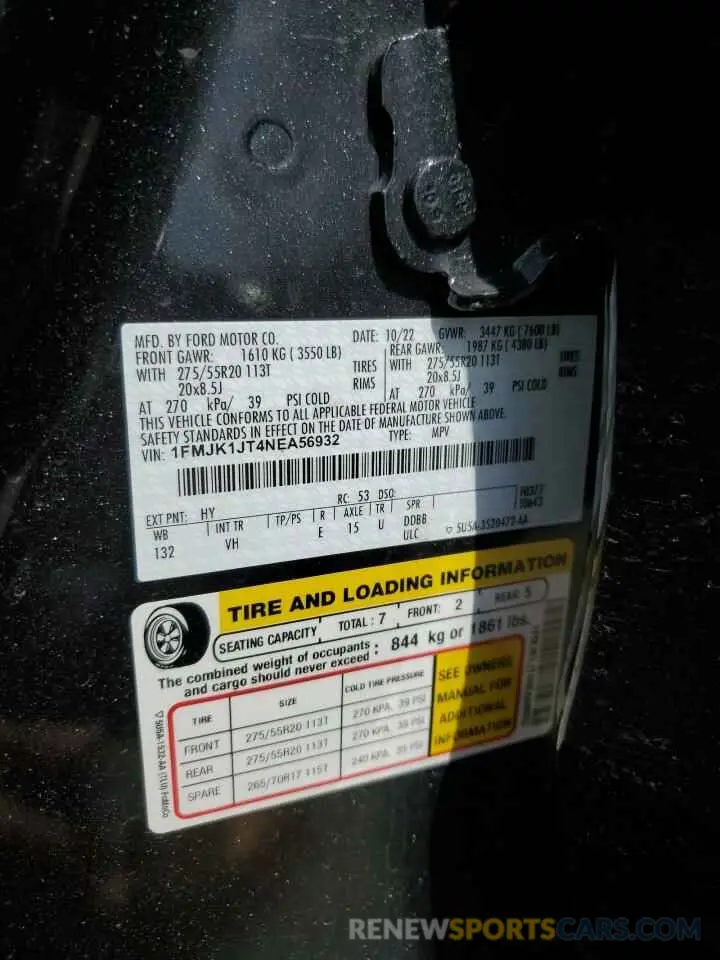 MFD. BY FORD MOTOR CO. DATE: 10/22 GVWR: 3447 KG ( 7600 LB)
FRONT GAWR: 1610 KG ( 3550 LB) REAR GAWR: 1987 KG ( 4380 LB)
WITH 275/55R20 113T TIRES WITH 275/55R20 113T TIRES
20x8.5J RIMS 20x8.5J RIMS
AT 270 kPa/ 39 PSI COLD AT 270 kPa/ 39 PSI COLD
THIS VEHICLE CONFORMS TO ALL APPLICABLE FEDERAL MOTOR VEHICLE
SAFETY STANDARDS IN EFFECT ON THE DATE OF MANUFACTURE SHOWN ABOVE.
VIN: 1FMJK1JT4NEA56932 TYPE: MPV
EXT PNT: HY RC: 53 DSO:
WB INT TR TP/PS R AXLE TR SPR
132 VH E 15 U DDBB
ULC 5U5A-3520472-AA
TIRE AND LOADING INFORMATION
SEATING CAPACITY TOTAL: 7 FRONT: 2 REAR: 5
The combined weight of occupants and cargo should never exceed : 844 kg or 1861 lbs.
TIRE SIZE COLD TIRE PRESSURE
FRONT 275/55R20 113T 270 KPA, 39 PSI
REAR 275/55R20 113T 270 KPA, 39 PSI
SPARE 265/70R17 115T 240 KPA, 35 PSI
SEE OWNERS
MANUAL FOR
ADDITIONAL
INFORMATION
RENEWSPORTSCARS.COM